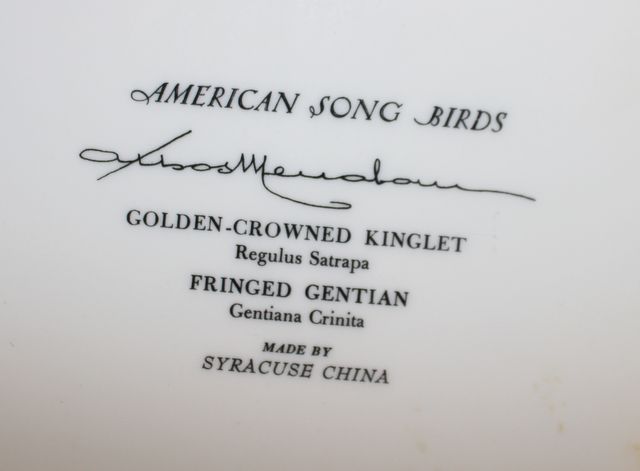 AMERICAN SONG BIRDS
GOLDEN-CROWNED KINGLET
Regulus Satrapa
FRINGED GENTIAN
Gentiana Crinita
MADE BY
SYRACUSE CHINA